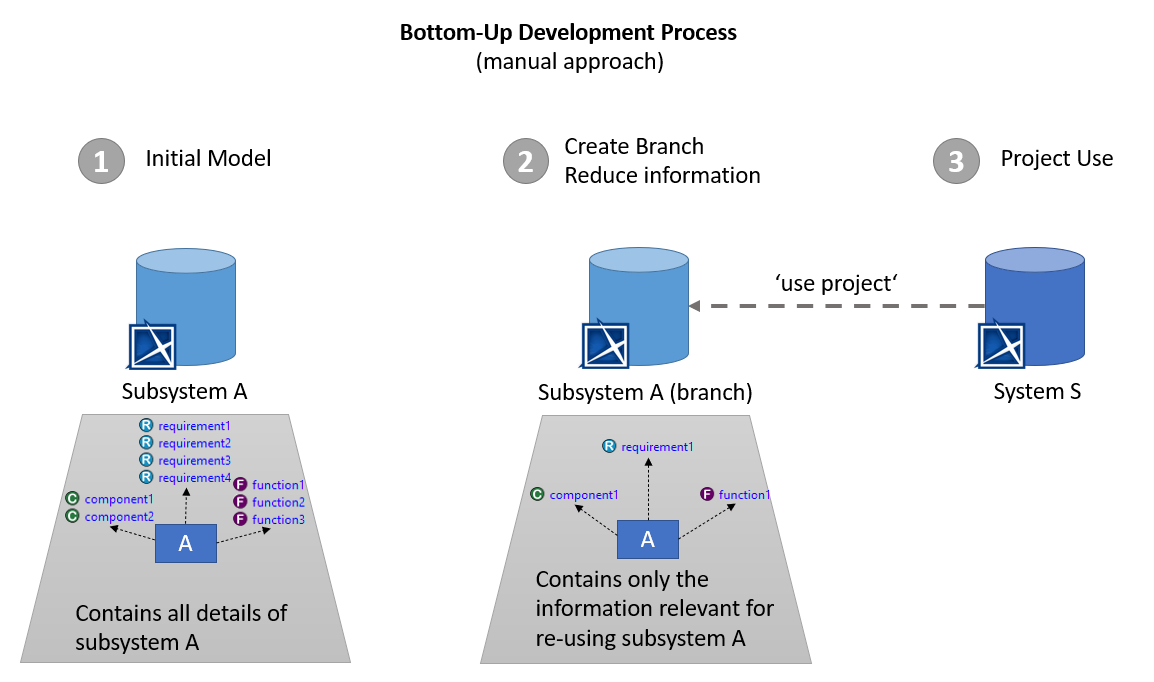 Bottom-Up Development Process
(manual approach)
1
Initial Model
2
Create Branch
Reduce information
3
Project Use
‘use project‘
Subsystem A
Subsystem A (branch)
System S
R requirement1
R requirement2
R requirement3
R requirement4
C component1
C component2
F function1
F function2
F function3
A
Contains all details of
subsystem A
R requirement1
C component1
F function1
A
Contains only the
information relevant for
re-using subsystem A